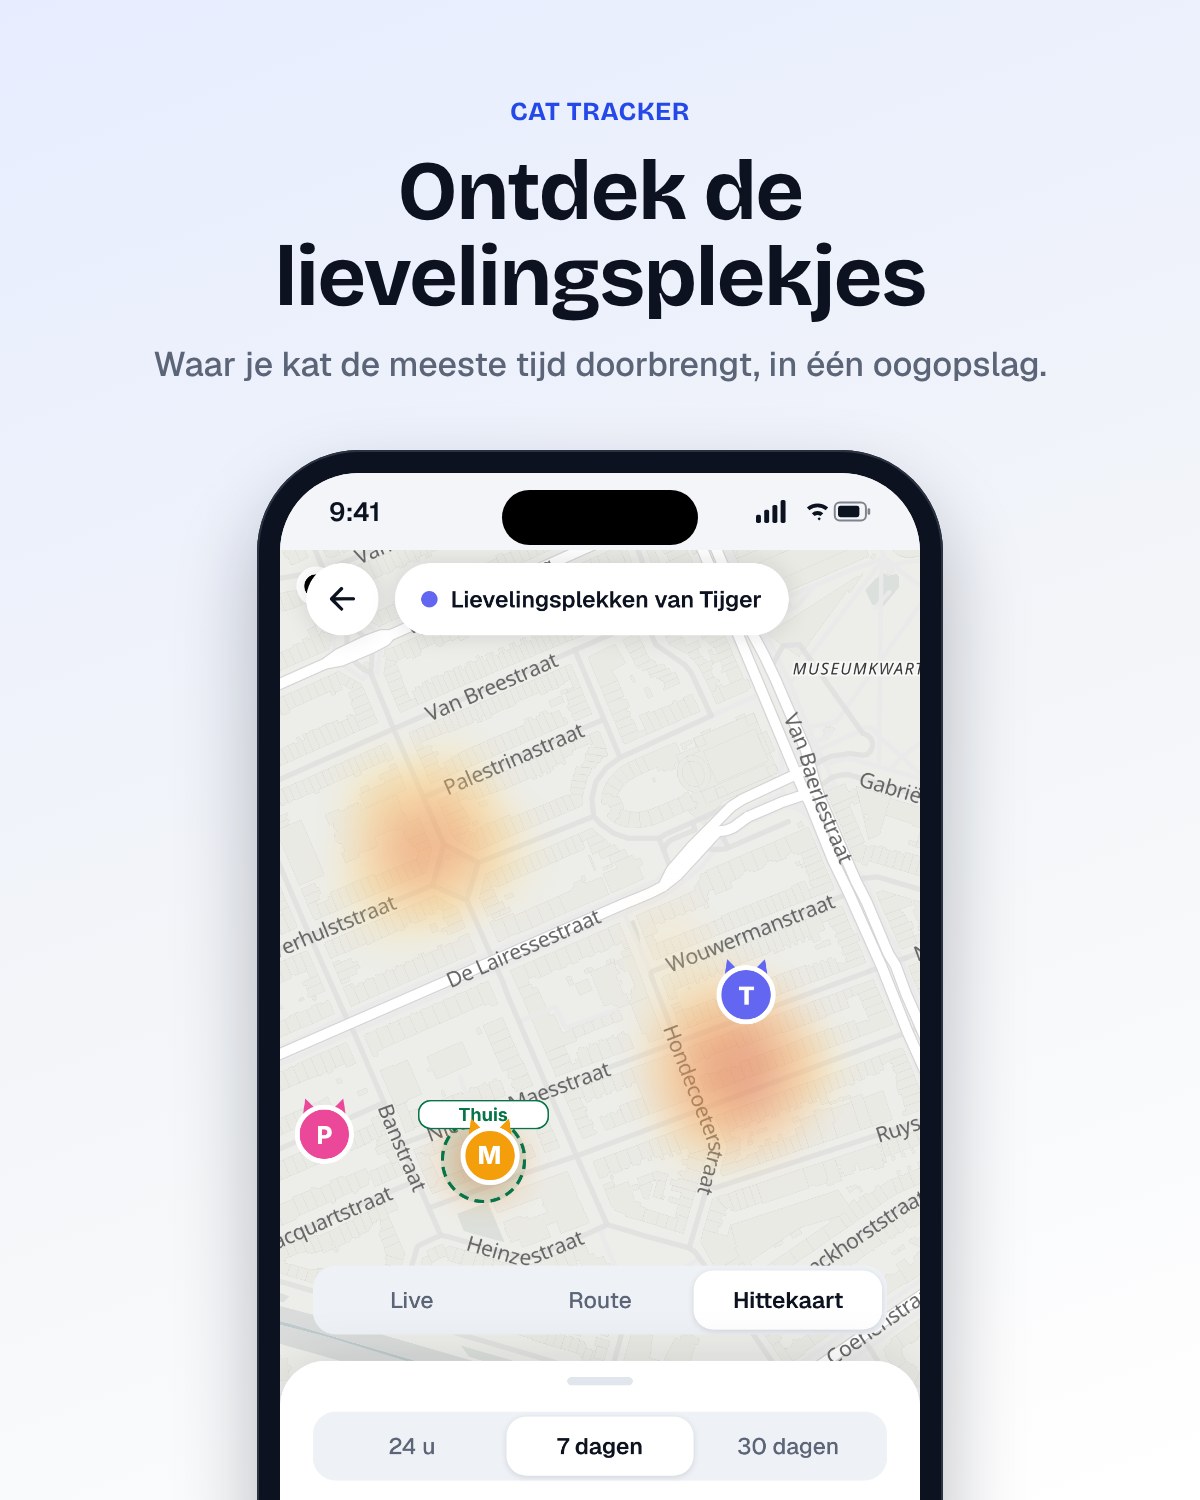 CAT TRACKER
Ontdek de
lievelingsplekjes
Waar je kat de meeste tijd doorbrengt, in één oogopslag.
9:41
Lievelingsplekken van Tijger
MUSEUMKWART
Van Breestraat
Palestrinastraat
Van Baerlestraat
Gabrië
erhulststraat
De Lairessestraat
Wouwermanstraat
T
Hondecoeterstraat
Maesstraat
Thuis
P
M
Banstraat
Ruys
acquartstraat
Heinzestraat
ckhorststraat
Live
Route
Hittekaart
24 u
7 dagen
30 dagen